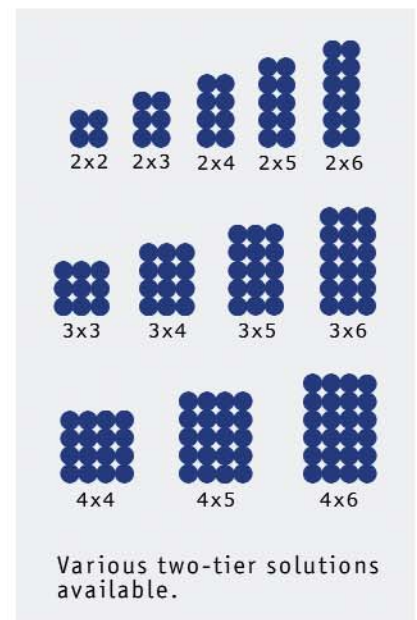 2x2 2x3 2x4 2x5 2x6
3x3 3x4 3x5 3x6
4x4 4x5 4x6
Various two-tier solutions
available.